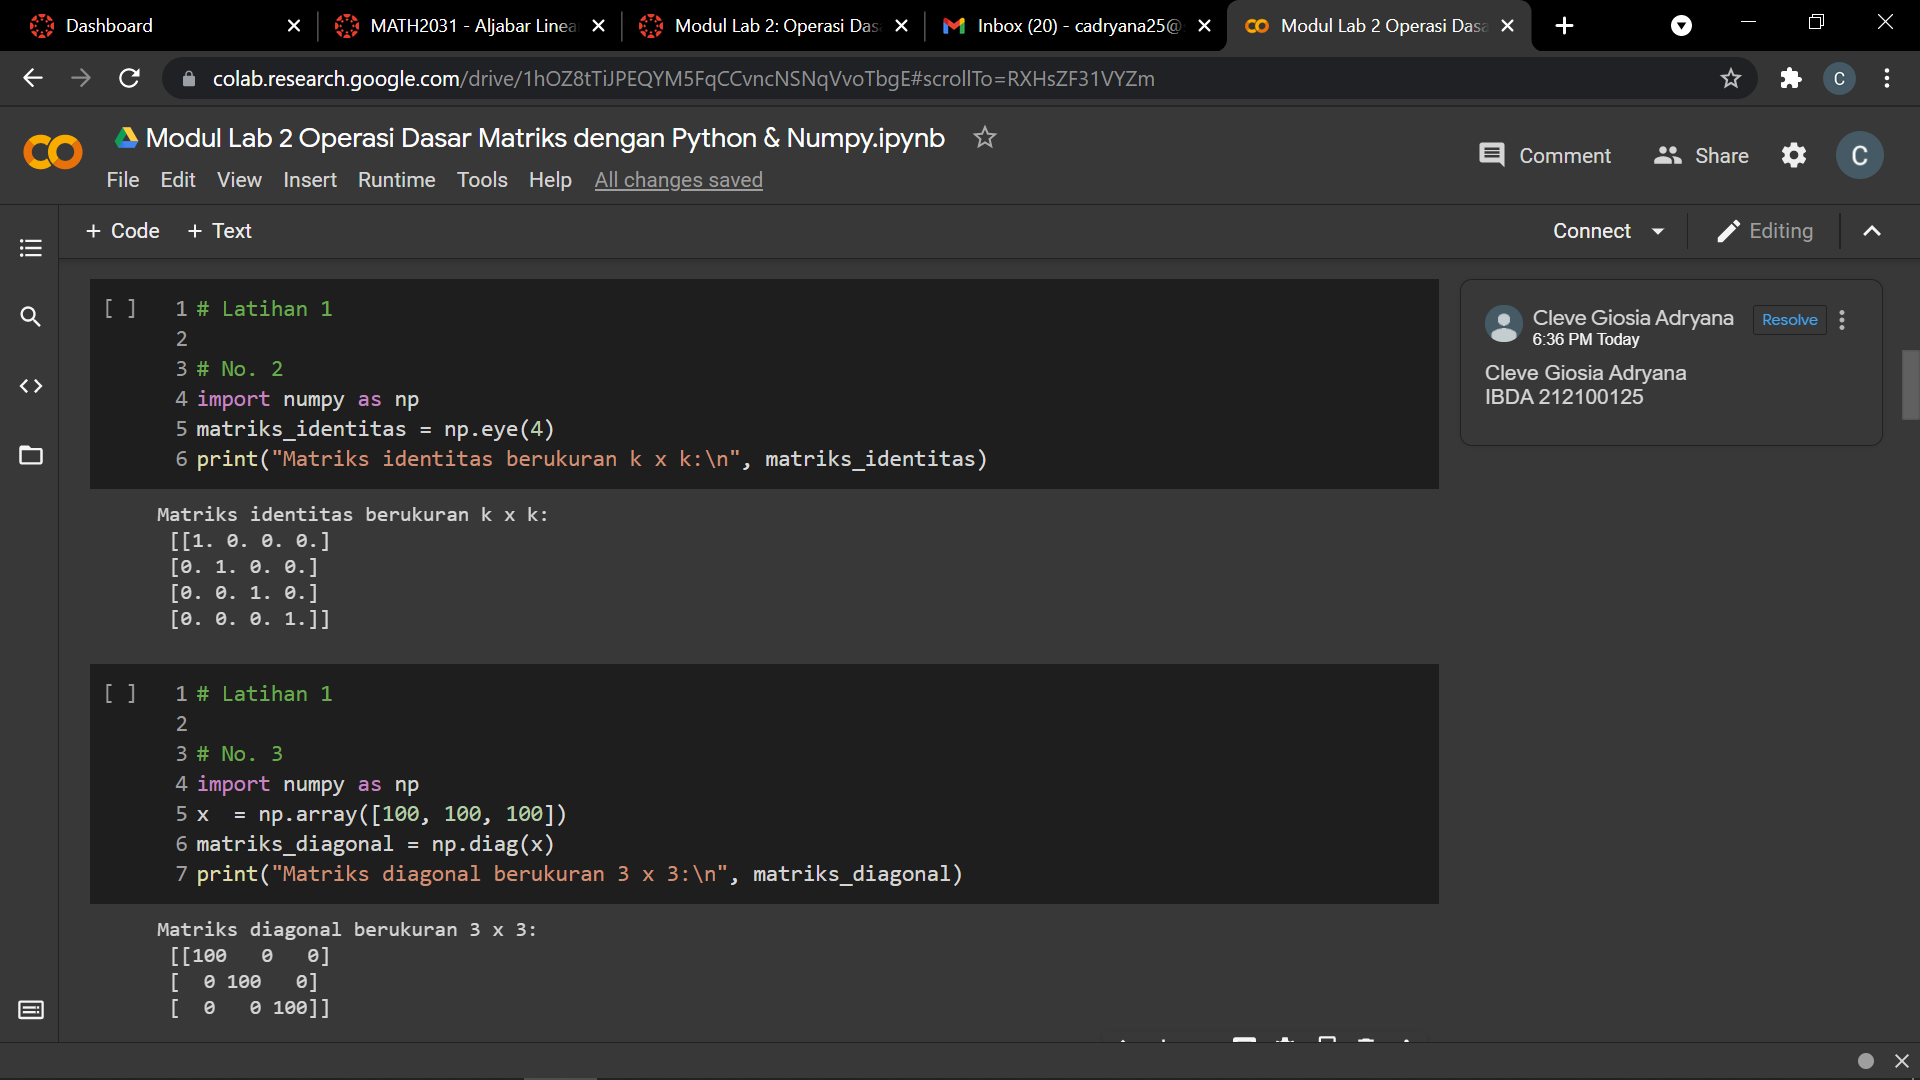 Dashboard
MATH2031 - Aljabar Linea
Modul Lab 2: Operasi Das
Inbox (20) - cadryana25@
Modul Lab 2 Operasi Dasa
colab.research.google.com/drive/1hOZ8tTiJPEQYM5FqCCvncNSNqVvoTbgE#scrollTo=RXHsZF31VYZm
C
Modul Lab 2 Operasi Dasar Matriks dengan Python & Numpy.ipynb
Comment
Share
C
File Edit View Insert Runtime Tools Help All changes saved
+ Code + Text
Connect
Editing
[ ]
1 # Latihan 1
2
3 # No. 2
4 import numpy as np
5 matriks_identitas = np.eye(4)
6 print("Matriks identitas berukuran k x k:\n", matriks_identitas)
Matriks identitas berukuran k x k:
[[1. 0. 0. 0.]
[0. 1. 0. 0.]
[0. 0. 1. 0.]
[0. 0. 0. 1.]]
Cleve Giosia Adryana
Resolve
6:36 PM Today
Cleve Giosia Adryana
IBDA 212100125
[ ]
1 # Latihan 1
2
3 # No. 3
4 import numpy as np
5 x  = np.array([100, 100, 100])
6 matriks_diagonal = np.diag(x)
7 print("Matriks diagonal berukuran 3 x 3:\n", matriks_diagonal)
Matriks diagonal berukuran 3 x 3:
[[100   0   0]
[  0 100   0]
[  0   0 100]]